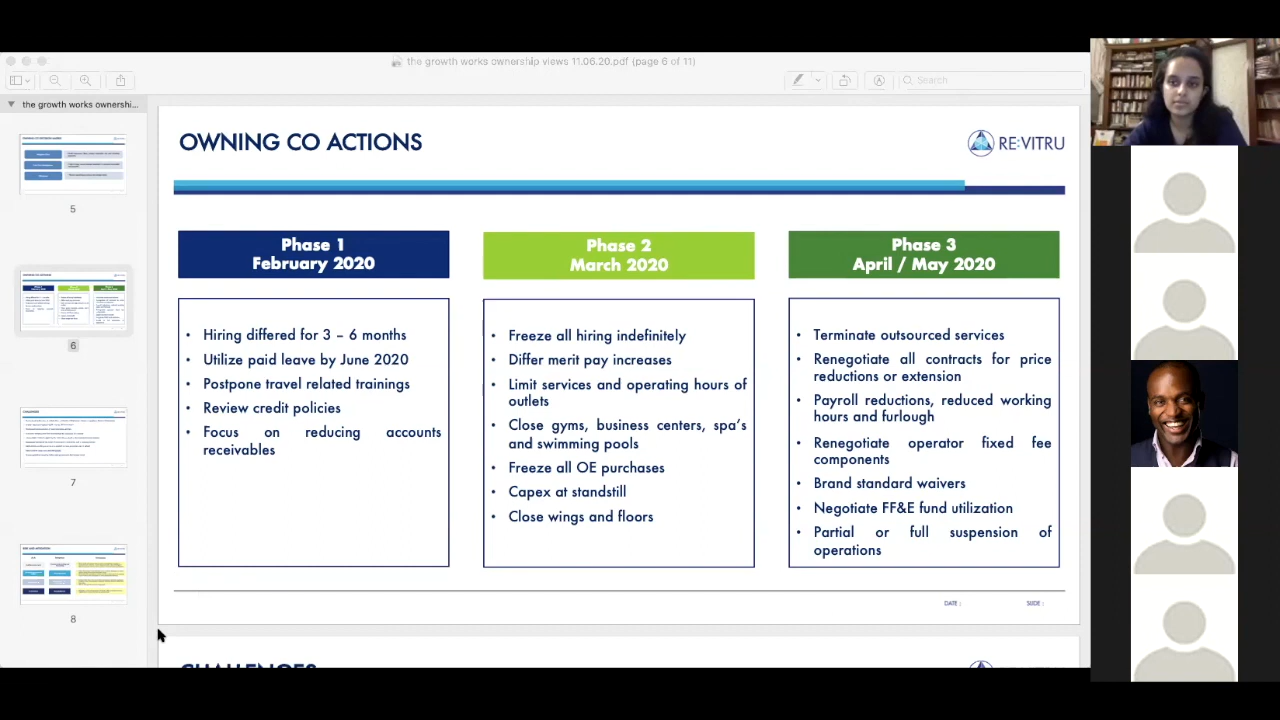 the growth works ownership views 11.06.20.pdf (page 6 of 11)
Search
the growth works ownershi...
5
6
7
8
OWNING CO ACTIONS
RE:VITRU
Phase 1
February 2020
• Hiring differed for 3 – 6 months
• Utilize paid leave by June 2020
• Postpone travel related trainings
• Review credit policies
• Focus on reducing accounts
receivables
Phase 2
March 2020
• Freeze all hiring indefinitely
• Differ merit pay increases
• Limit services and operating hours of
outlets
• Close gyms, business centers, spa's
and swimming pools
• Freeze all OE purchases
• Capex at standstill
• Close wings and floors
Phase 3
April / May 2020
• Terminate outsourced services
• Renegotiate all contracts for price
reductions or extension
• Payroll reductions, reduced working
hours and furlough
• Renegotiate operator fixed fee
components
• Brand standard waivers
• Negotiate FF&E fund utilization
• Partial or full suspension of
operations
DATE :
SLIDE :
CHALLENGES
RE:VITRU